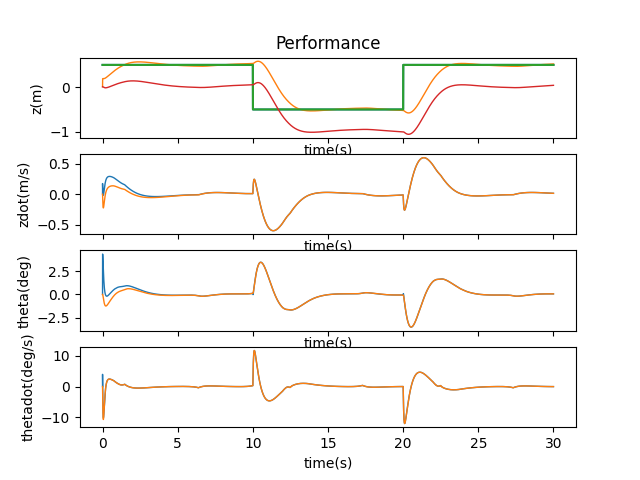 Performance
z(m)
0
−1
time(s)
zdot(m/s)
0.5
0.0
−0.5
time(s)
theta(deg)
2.5
0.0
−2.5
time(s)
thetadot(deg/s)
10
0
−10
0 5 10 15 20 25 30
time(s)